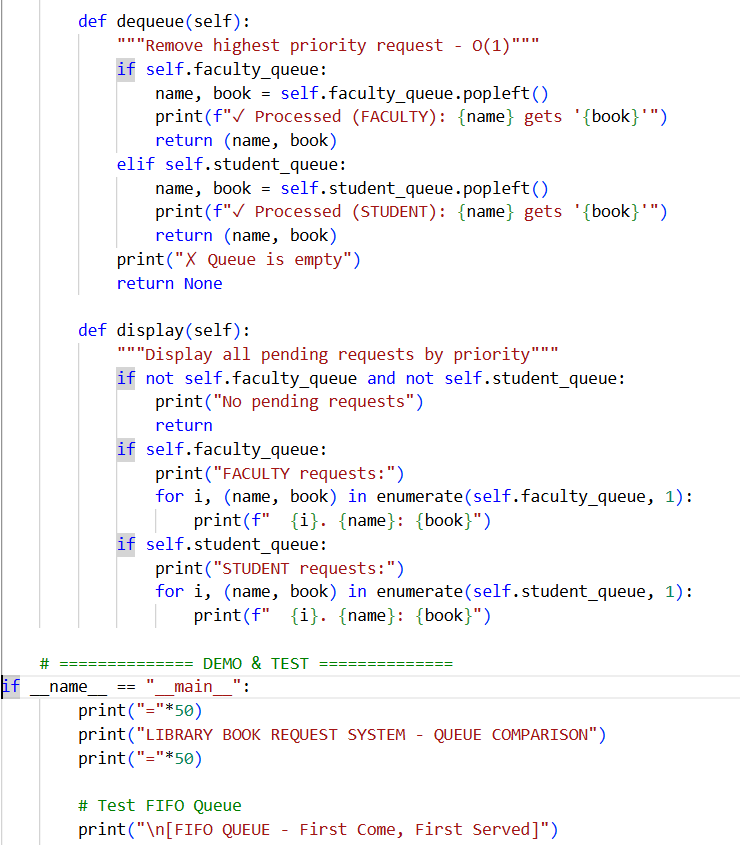 def dequeue(self):
"""Remove highest priority request - O(1)"""
if self.faculty_queue:
name, book = self.faculty_queue.popleft()
print(f"✓ Processed (FACULTY): {name} gets '{book}'")
return (name, book)
elif self.student_queue:
name, book = self.student_queue.popleft()
print(f"✓ Processed (STUDENT): {name} gets '{book}'")
return (name, book)
print("✗ Queue is empty")
return None
def display(self):
"""Display all pending requests by priority"""
if not self.faculty_queue and not self.student_queue:
print("No pending requests")
return
if self.faculty_queue:
print("FACULTY requests:")
for i, (name, book) in enumerate(self.faculty_queue, 1):
print(f"  {i}. {name}: {book}")
if self.student_queue:
print("STUDENT requests:")
for i, (name, book) in enumerate(self.student_queue, 1):
print(f"  {i}. {name}: {book}")
# ============== DEMO & TEST ==============
if __name__ == "__main__":
print("="*50)
print("LIBRARY BOOK REQUEST SYSTEM - QUEUE COMPARISON")
print("="*50)
# Test FIFO Queue
print("\n[FIFO QUEUE - First Come, First Served]")